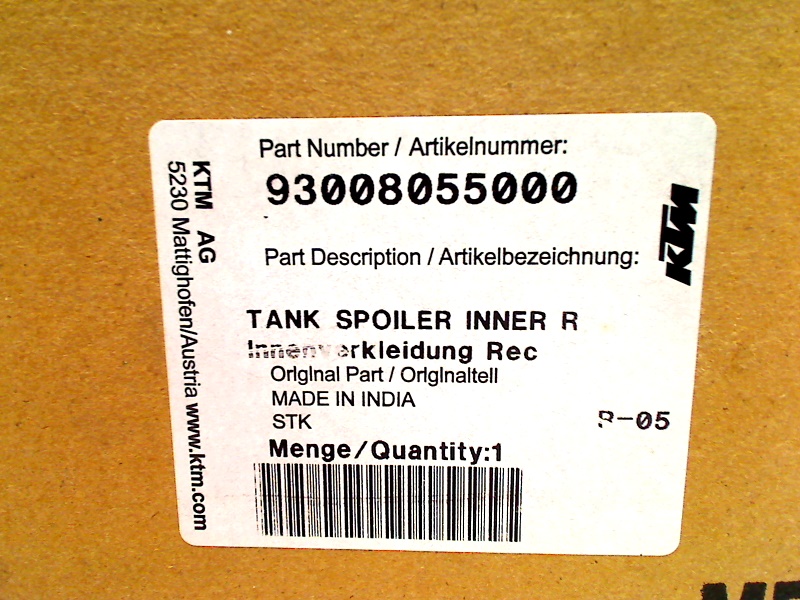 Part Number / Artikelnummer:
93008055000
Part Description / Artikelbezeichnung:
TANK SPOILER INNER R
Innenverkleidung Rec
Original Part / Originalteil
MADE IN INDIA
STK
R-05
Menge/Quantity:1
KTM AG
5230 Mattighofen/Austria www.ktm.com
KTM